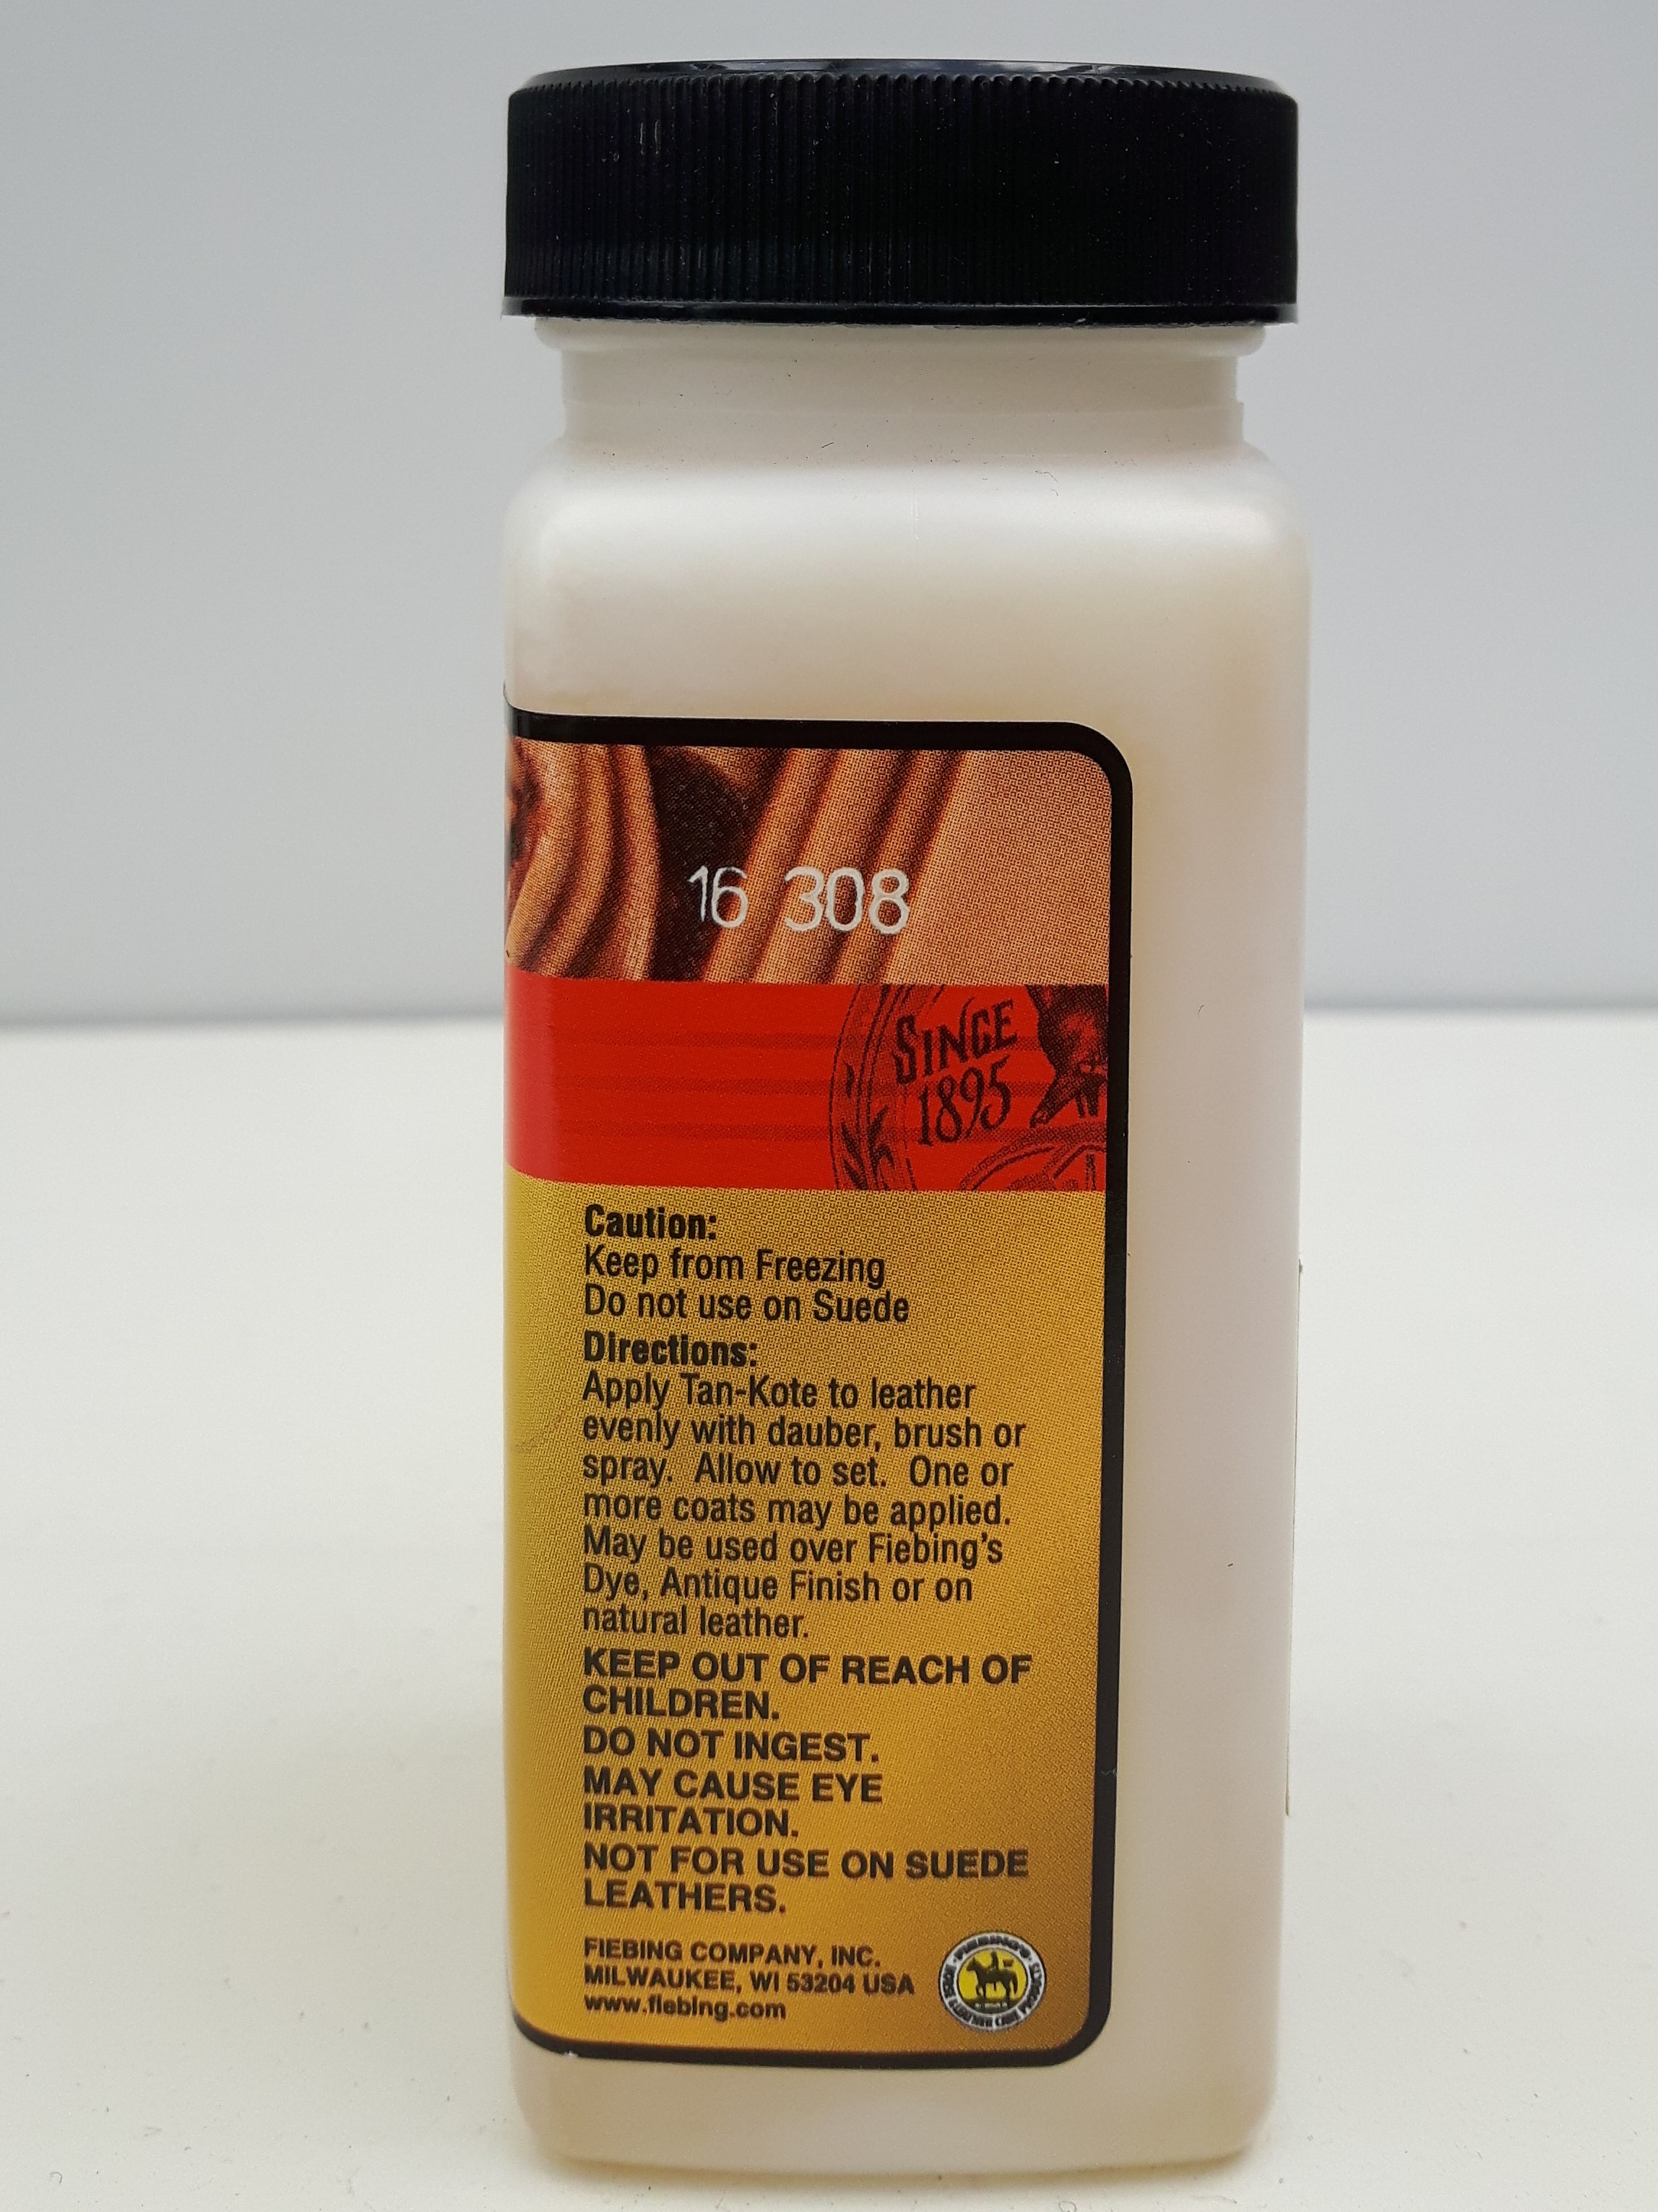 16 308
SINCE
1895
Caution:
Keep from Freezing
Do not use on Suede
Directions:
Apply Tan-Kote to leather
evenly with dauber, brush or
spray. Allow to set. One or
more coats may be applied.
May be used over Fiebing's
Dye, Antique Finish or on
natural leather.
KEEP OUT OF REACH OF
CHILDREN.
DO NOT INGEST.
MAY CAUSE EYE
IRRITATION.
NOT FOR USE ON SUEDE
LEATHERS.
FIEBING COMPANY, INC.
MILWAUKEE, WI 53204 USA
www.fiebing.com